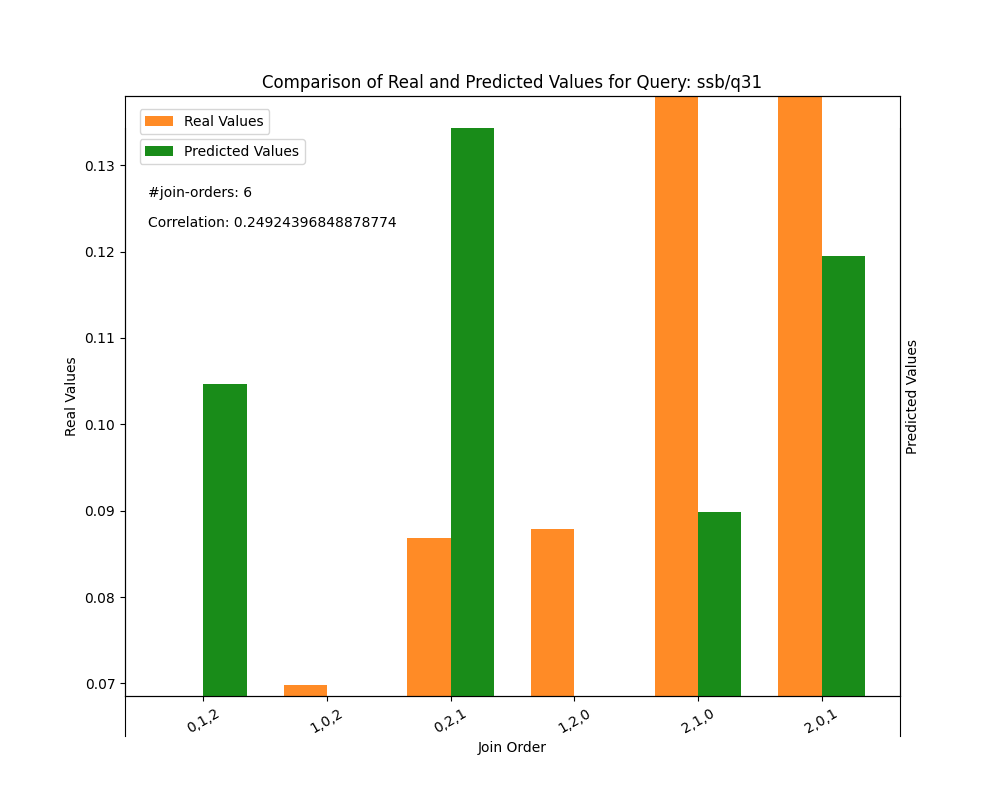 Comparison of Real and Predicted Values for Query: ssb/q31
Real Values
Predicted Values
#join-orders: 6
Correlation: 0.24924396848878774
0.13
0.12
0.11
0.10
0.09
0.08
0.07
Real Values
Predicted Values
0,1,2
1,0,2
0,2,1
1,2,0
2,1,0
2,0,1
Join Order